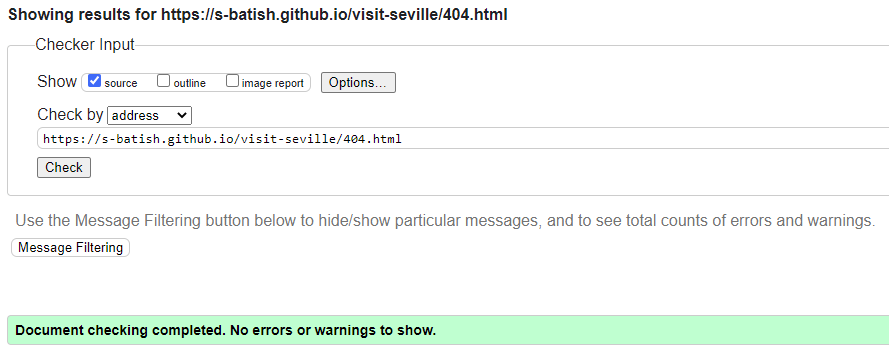 Showing results for https://s-batish.github.io/visit-seville/404.html
Checker Input
Show source outline image report Options...
Check by address
https://s-batish.github.io/visit-seville/404.html
Check
Use the Message Filtering button below to hide/show particular messages, and to see total counts of errors and warnings.
Message Filtering
Document checking completed. No errors or warnings to show.